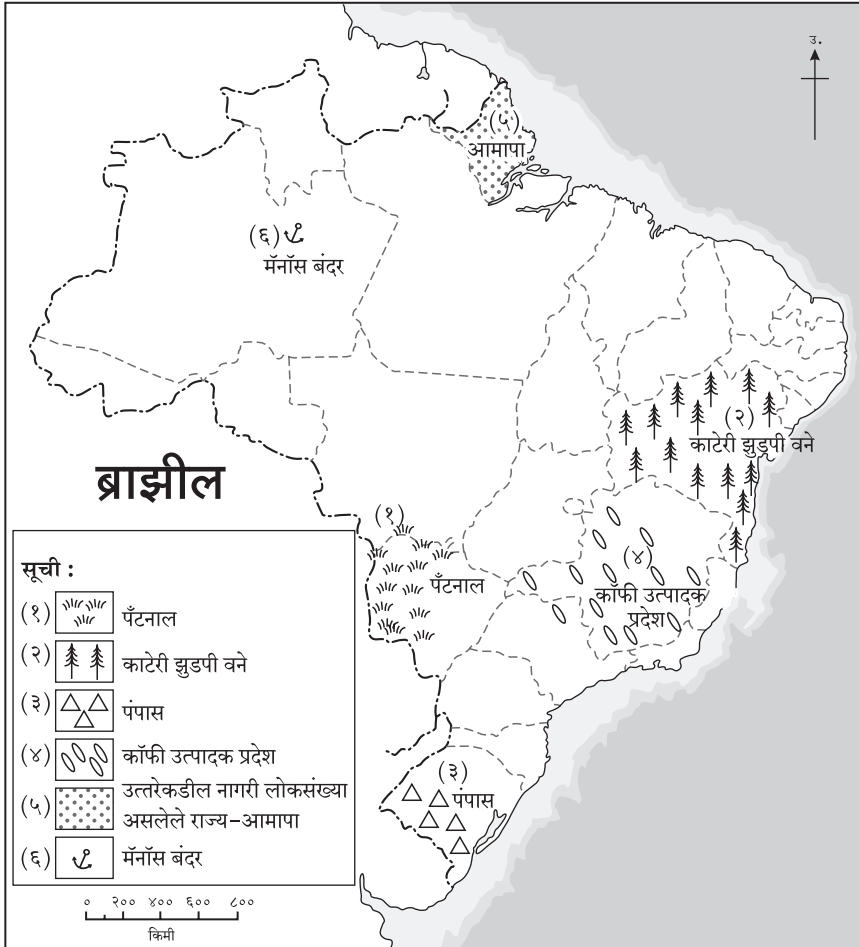 उ.
(५)
आमापा
(६)
मॅनॉस बंदर
(२)
काटेरी झुडपी वने
ब्राझील
(१)
पँटनाल
(४)
कॉफी उत्पादक
प्रदेश
(३)
पंपास
सूची :
(१) पँटनाल
(२) काटेरी झुडपी वने
(३) पंपास
(४) कॉफी उत्पादक प्रदेश
(५) उत्तरेकडील नागरी लोकसंख्या
असलेले राज्य–आमापा
(६) मॅनॉस बंदर
० २०० ४०० ६०० ८००
किमी